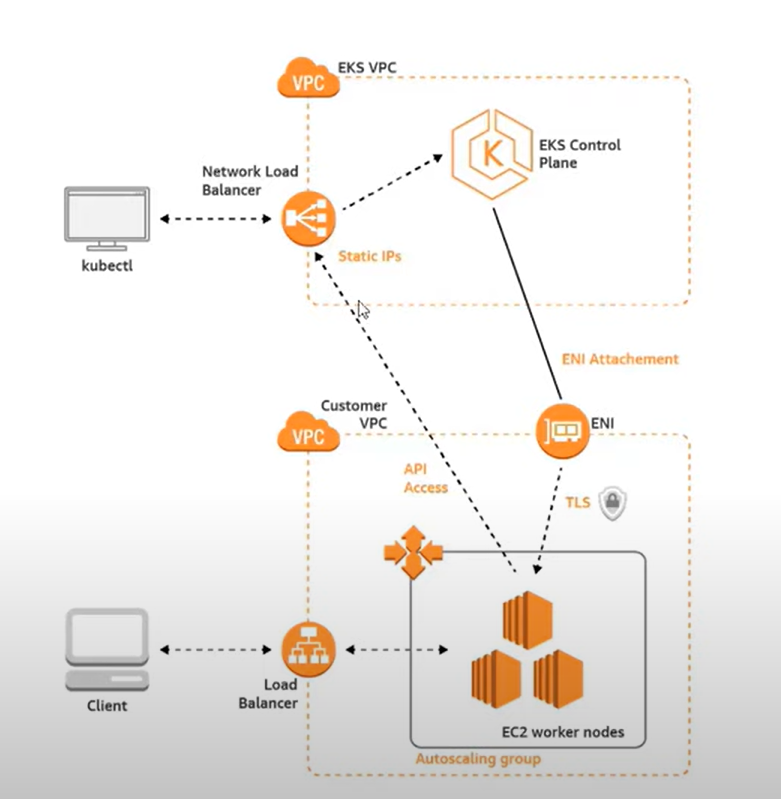 VPC
EKS VPC
K
EKS Control
Plane
Network Load
Balancer
kubectl
Static IPs
ENI Attachement
Customer
VPC
VPC
ENI
API
Access
TLS
Client
Load
Balancer
EC2 worker nodes
Autoscaling group